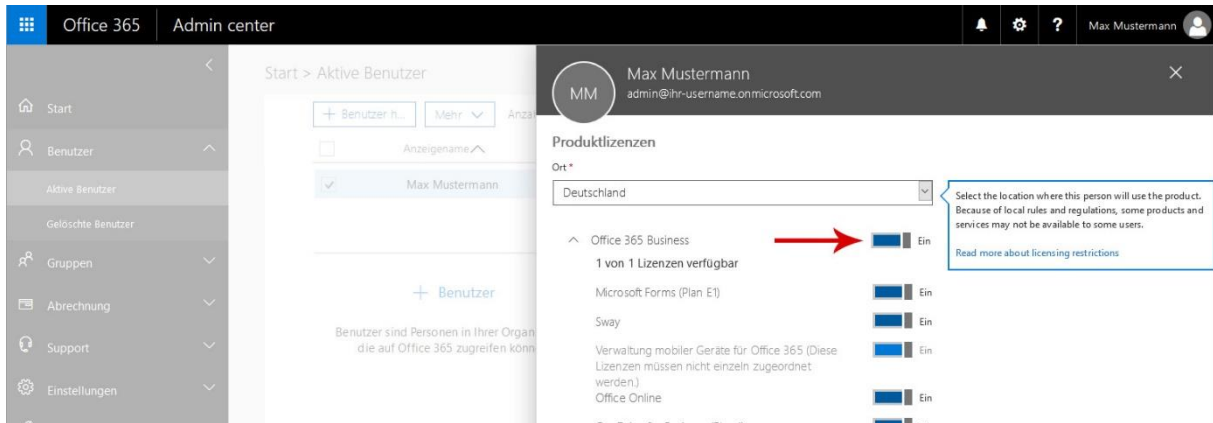 Office 365
Admin center
?
Max Mustermann
Start
Benutzer
Aktive Benutzer
Gelöschte Benutzer
Gruppen
Abrechnung
Support
Einstellungen
Start > Aktive Benutzer
+ Benutzer h...
Mehr
Anzeigename
Max Mustermann
+ Benutzer
Benutzer sind Personen in Ihrer Organ
die auf Office 365 zugreifen könn
MM
Max Mustermann
admin@ihr-username.onmicrosoft.com
Produktlizenzen
Ort *
Deutschland
Office 365 Business
Ein
1 von 1 Lizenzen verfügbar
Microsoft Forms (Plan E1)
Ein
Sway
Ein
Verwaltung mobiler Geräte für Office 365 (Diese
Ein
Lizenzen müssen nicht einzeln zugeordnet
werden.)
Office Online
Ein
Select the location where this person will use the product.
Because of local rules and regulations, some products and
services may not be available to some users.
Read more about licensing restrictions